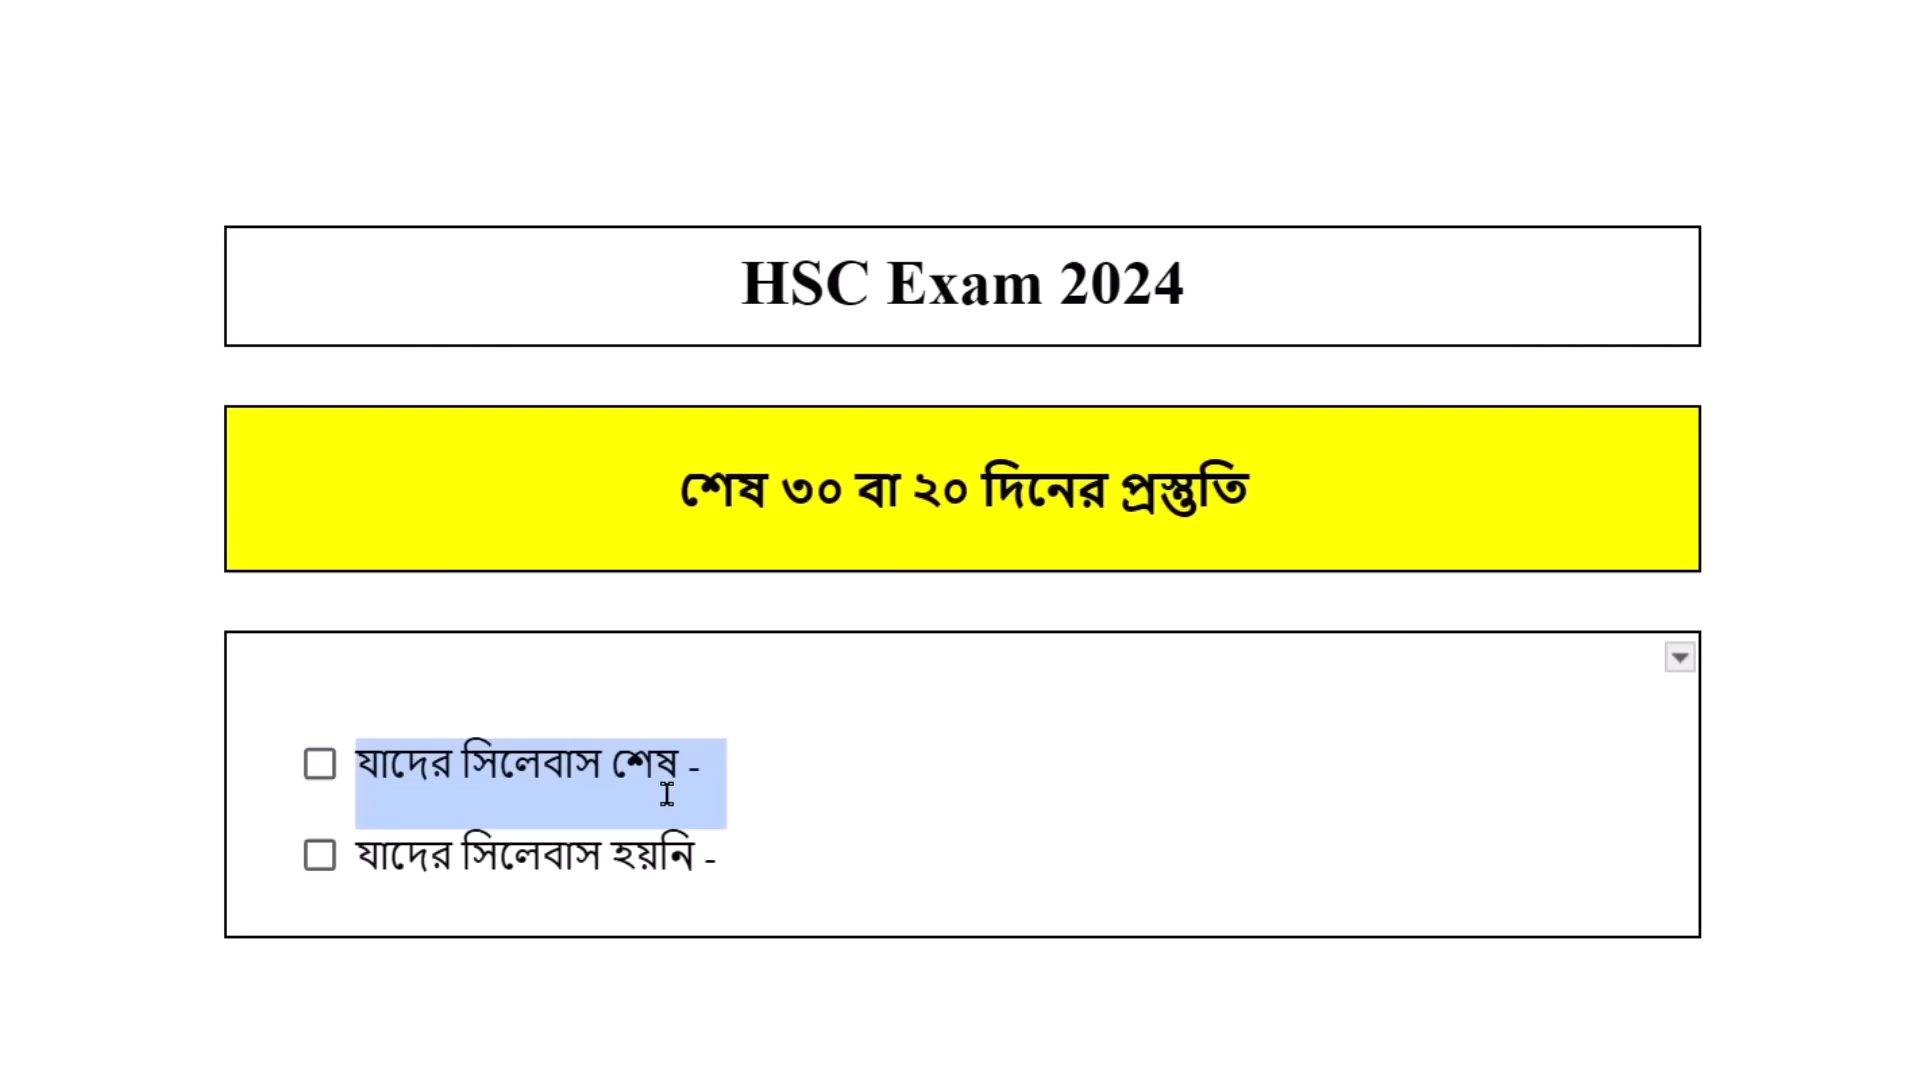 HSC Exam 2024
শেষ ৩০ বা ২০ দিনের প্রস্তুতি
যাদের সিলেবাস শেষ -
যাদের সিলেবাস হয়নি -